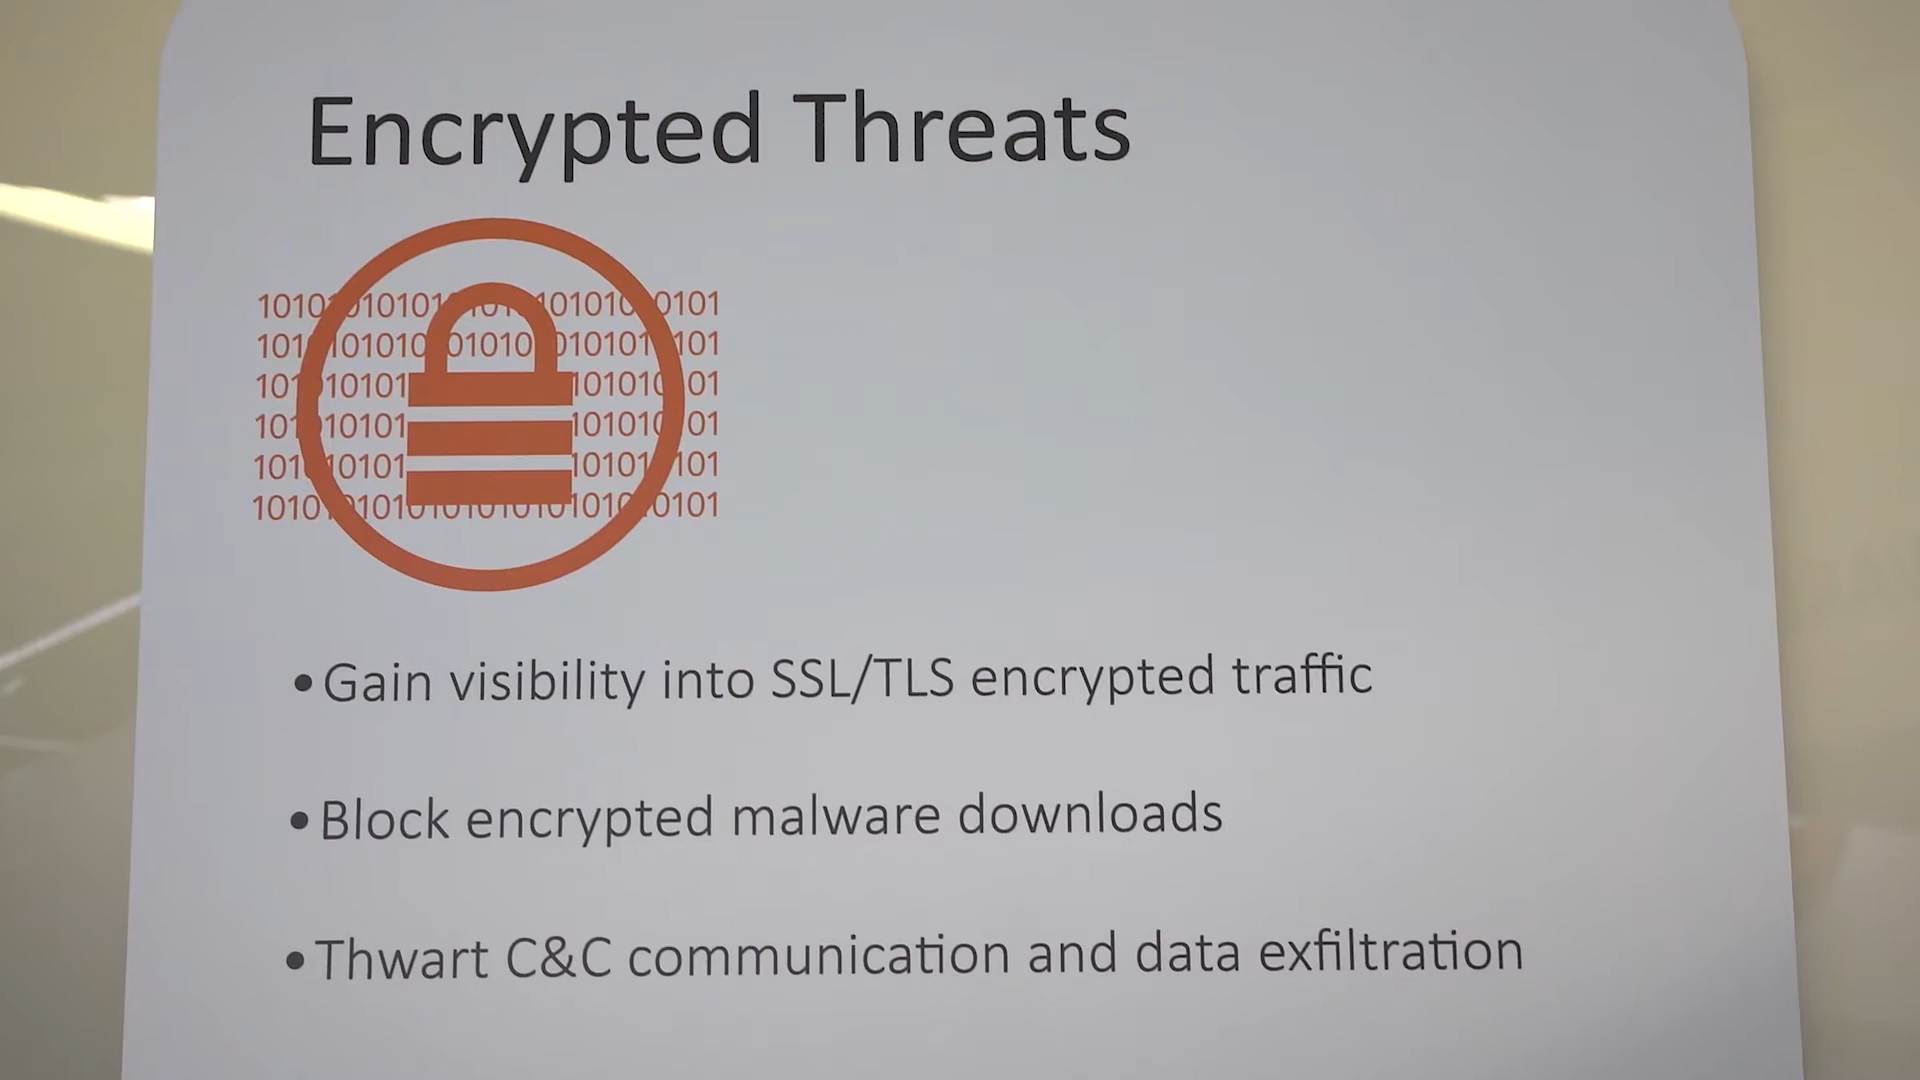 Encrypted Threats
• Gain visibility into SSL/TLS encrypted traffic
• Block encrypted malware downloads
• Thwart C&C communication and data exfiltration